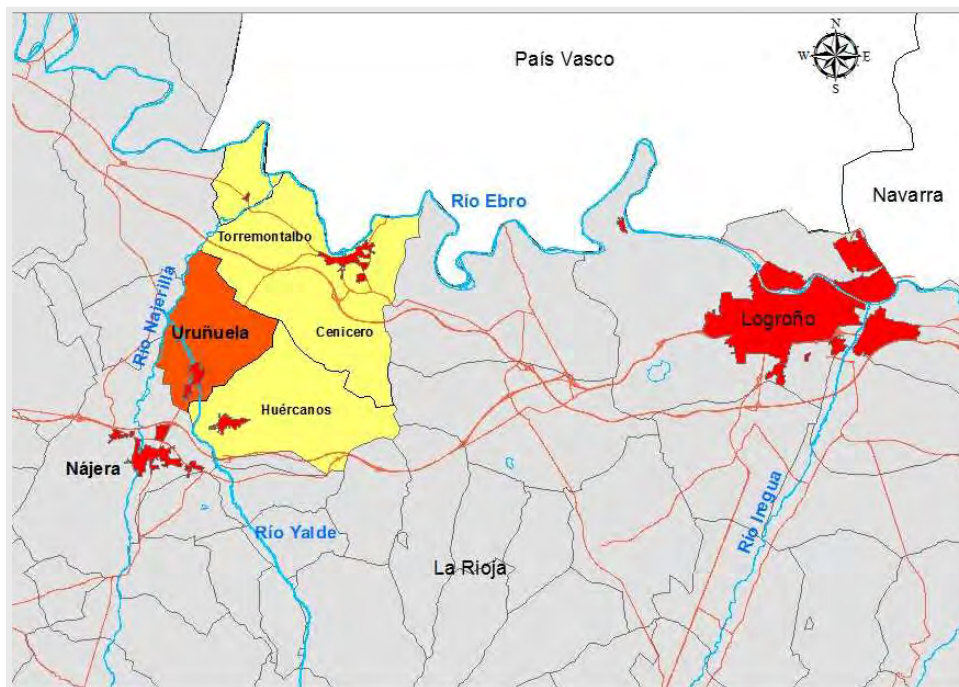 N
W
E
S
País Vasco
Navarra
Río Ebro
Torremontalbo
Río Najerilla
Uruñuela
Cenicero
Logroño
Huércanos
Nájera
Río Yalde
Río Iregua
La Rioja